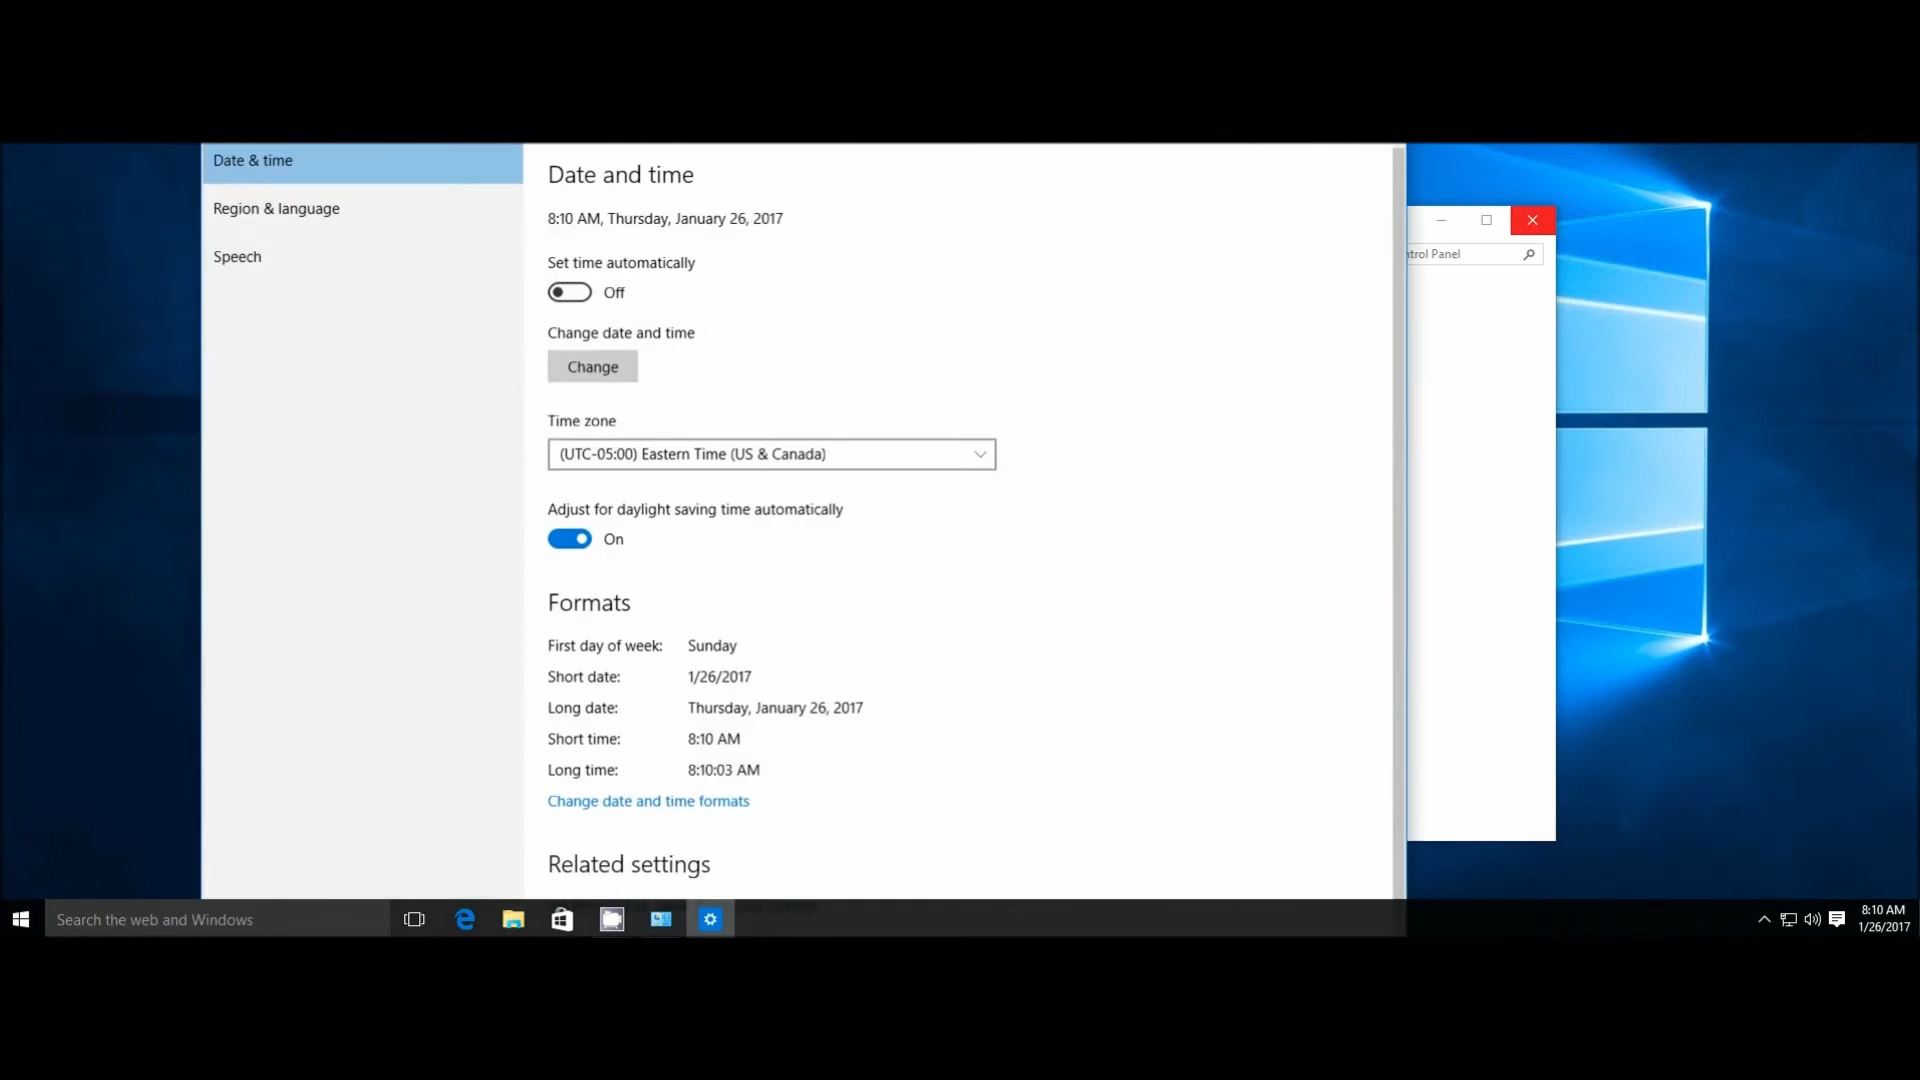 Date & time
Region & language
Speech
Date and time
8:10 AM, Thursday, January 26, 2017
Set time automatically
Off
Change date and time
Change
Time zone
(UTC-05:00) Eastern Time (US & Canada)
Adjust for daylight saving time automatically
On
Formats
First day of week: Sunday
Short date: 1/26/2017
Long date: Thursday, January 26, 2017
Short time: 8:10 AM
Long time: 8:10:03 AM
Change date and time formats
Related settings
ntrol Panel
Search the web and Windows
8:10 AM
1/26/2017